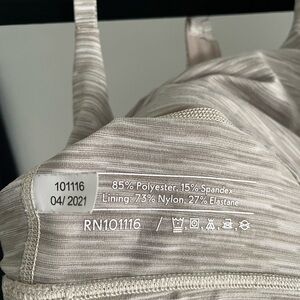 101116
04/2021
85% Polyester, 15% Spandex
Lining: 73% Nylon, 27% Elastane
RN101116 /